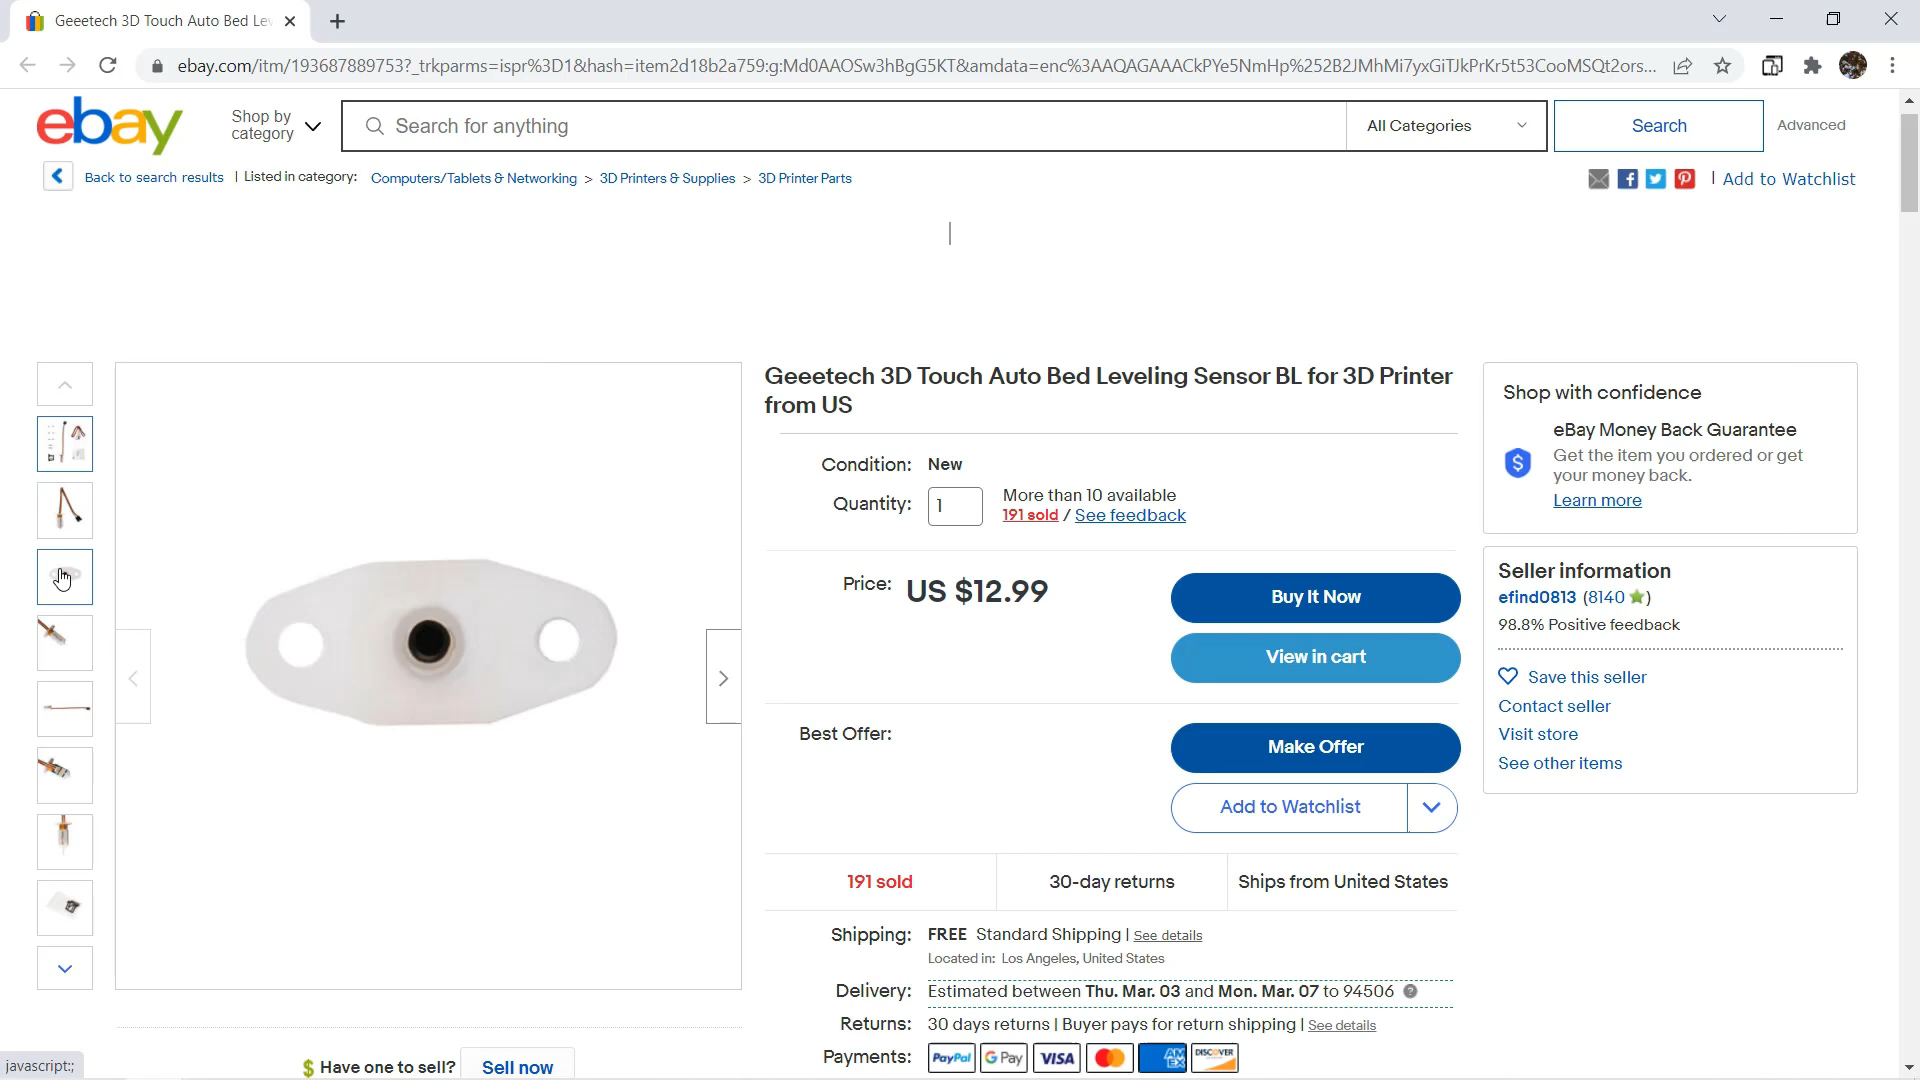 Geeetech 3D Touch Auto Bed Lev
ebay.com/itm/193687889753?_trkparms=ispr%3D1&hash=item2d18b2a759:g:Md0AAOSw3hBgG5KT&amdata=enc%3AAQAGAAACkPYe5NmHp%252B2JMhMi7yxGiTJkPrKr5t53CooMSQt2ors...
ebay
Shop by
category
Search for anything
All Categories
Search
Advanced
Back to search results | Listed in category: Computers/Tablets & Networking > 3D Printers & Supplies > 3D Printer Parts
| Add to Watchlist
Geeetech 3D Touch Auto Bed Leveling Sensor BL for 3D Printer
from US
Condition: New
Quantity: 1
More than 10 available
191 sold / See feedback
Price: US $12.99
Buy It Now
View in cart
Best Offer:
Make Offer
Add to Watchlist
191 sold
30-day returns
Ships from United States
Shipping: FREE Standard Shipping | See details
Located in: Los Angeles, United States
Delivery: Estimated between Thu. Mar. 03 and Mon. Mar. 07 to 94506 ?
Returns: 30 days returns | Buyer pays for return shipping | See details
Payments: PayPal G Pay VISA AMEX DISCOVER
Shop with confidence
eBay Money Back Guarantee
Get the item you ordered or get
your money back.
Learn more
Seller information
efind0813 (8140)
98.8% Positive feedback
Save this seller
Contact seller
Visit store
See other items
$ Have one to sell? Sell now
javascript:;